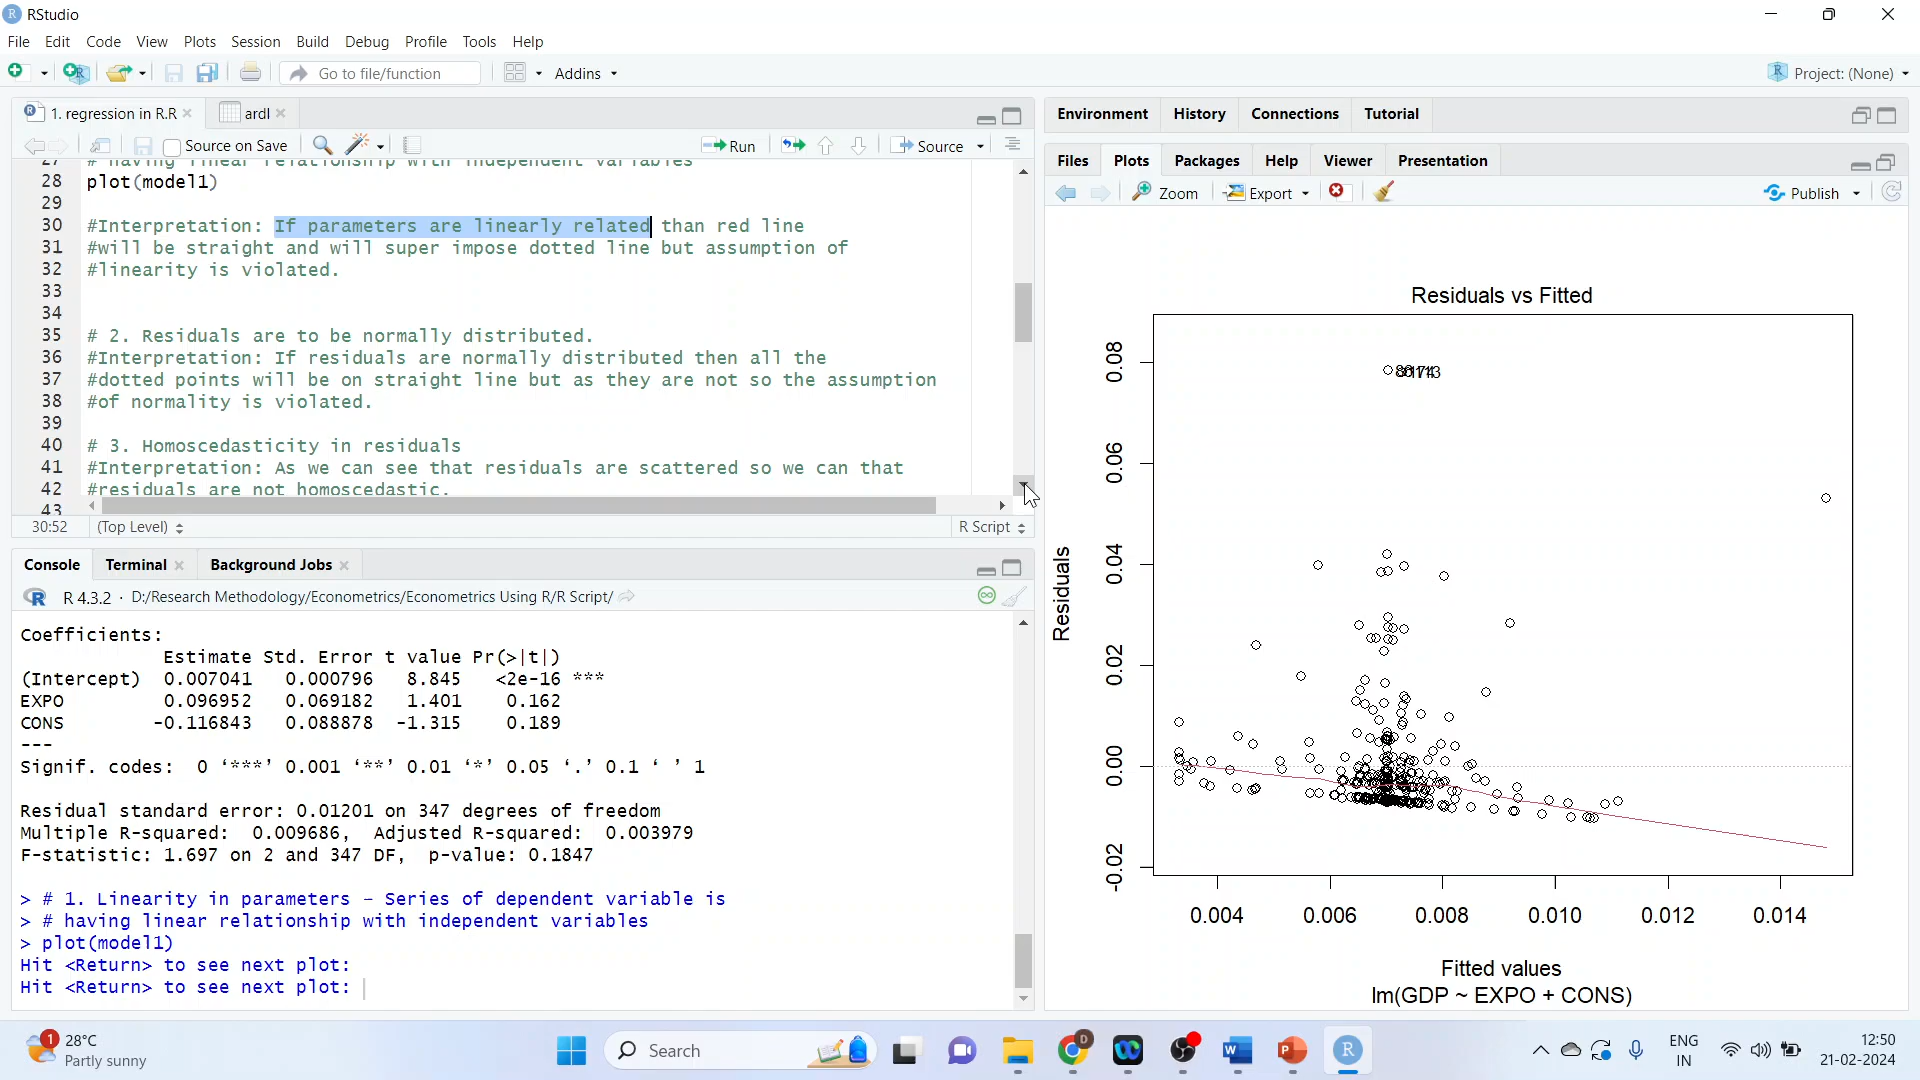 RStudio
File Edit Code View Plots Session Build Debug Profile Tools Help
Go to file/function Addins Project: (None)
1. regression in R.R ardl
Source on Save Run Source
27 # having linear relationship with independent variables
28 plot(model1)
29
30 #Interpretation: If parameters are linearly related than red line
31 #will be straight and will super impose dotted line but assumption of
32 #linearity is violated.
33
34
35 # 2. Residuals are to be normally distributed.
36 #Interpretation: If residuals are normally distributed then all the
37 #dotted points will be on straight line but as they are not so the assumption
38 #of normality is violated.
39
40 # 3. Homoscedasticity in residuals
41 #Interpretation: As we can see that residuals are scattered so we can that
42 #residuals are not homoscedastic.
43
30:52 (Top Level) R Script
Console Terminal Background Jobs
R 4.3.2 · D:/Research Methodology/Econometrics/Econometrics Using R/R Script/
Coefficients:
Estimate Std. Error t value Pr(>|t|)
(Intercept) 0.007041 0.000796 8.845 <2e-16 ***
EXPO 0.096952 0.069182 1.401 0.162
CONS -0.116843 0.088878 -1.315 0.189
---
Signif. codes: 0 ‘***’ 0.001 ‘**’ 0.01 ‘*’ 0.05 ‘.’ 0.1 ‘ ’ 1
Residual standard error: 0.01201 on 347 degrees of freedom
Multiple R-squared: 0.009686, Adjusted R-squared: 0.003979
F-statistic: 1.697 on 2 and 347 DF, p-value: 0.1847
> # 1. Linearity in parameters - Series of dependent variable is
> # having linear relationship with independent variables
> plot(model1)
Hit <Return> to see next plot:
Hit <Return> to see next plot:
Environment History Connections Tutorial
Files Plots Packages Help Viewer Presentation
Zoom Export Publish
Residuals vs Fitted
0.08
0.06
0.04
0.02
0.00
-0.02
Residuals
0.004 0.006 0.008 0.010 0.012 0.014
Fitted values
lm(GDP ~ EXPO + CONS)
1
28°C
Partly sunny
Search
D
W
P
R
ENG
IN
12:50
21-02-2024